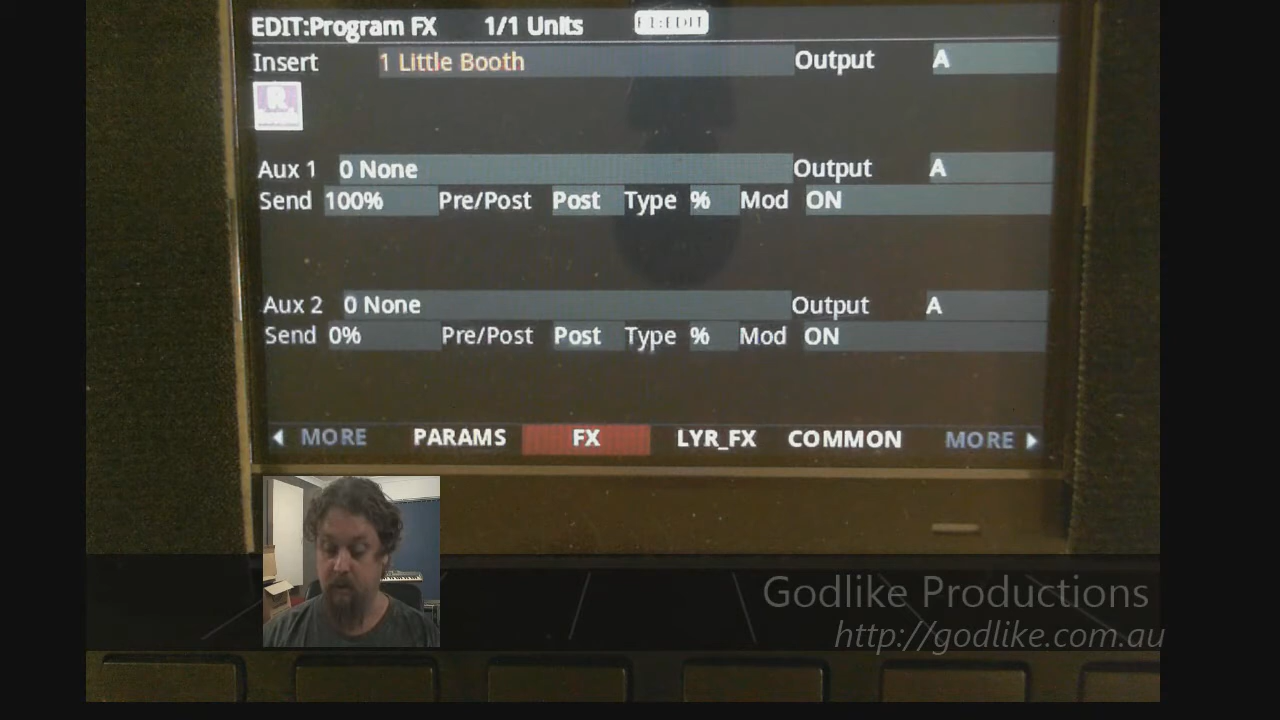 EDIT:Program FX 1/1 Units F1:EDIT
Insert 1 Little Booth Output A
R
Aux 1 0 None Output A
Send 100% Pre/Post Post Type % Mod ON
Aux 2 0 None Output A
Send 0% Pre/Post Post Type % Mod ON
MORE PARAMS FX LYR_FX COMMON MORE
Godlike Productions
http://godlike.com.au